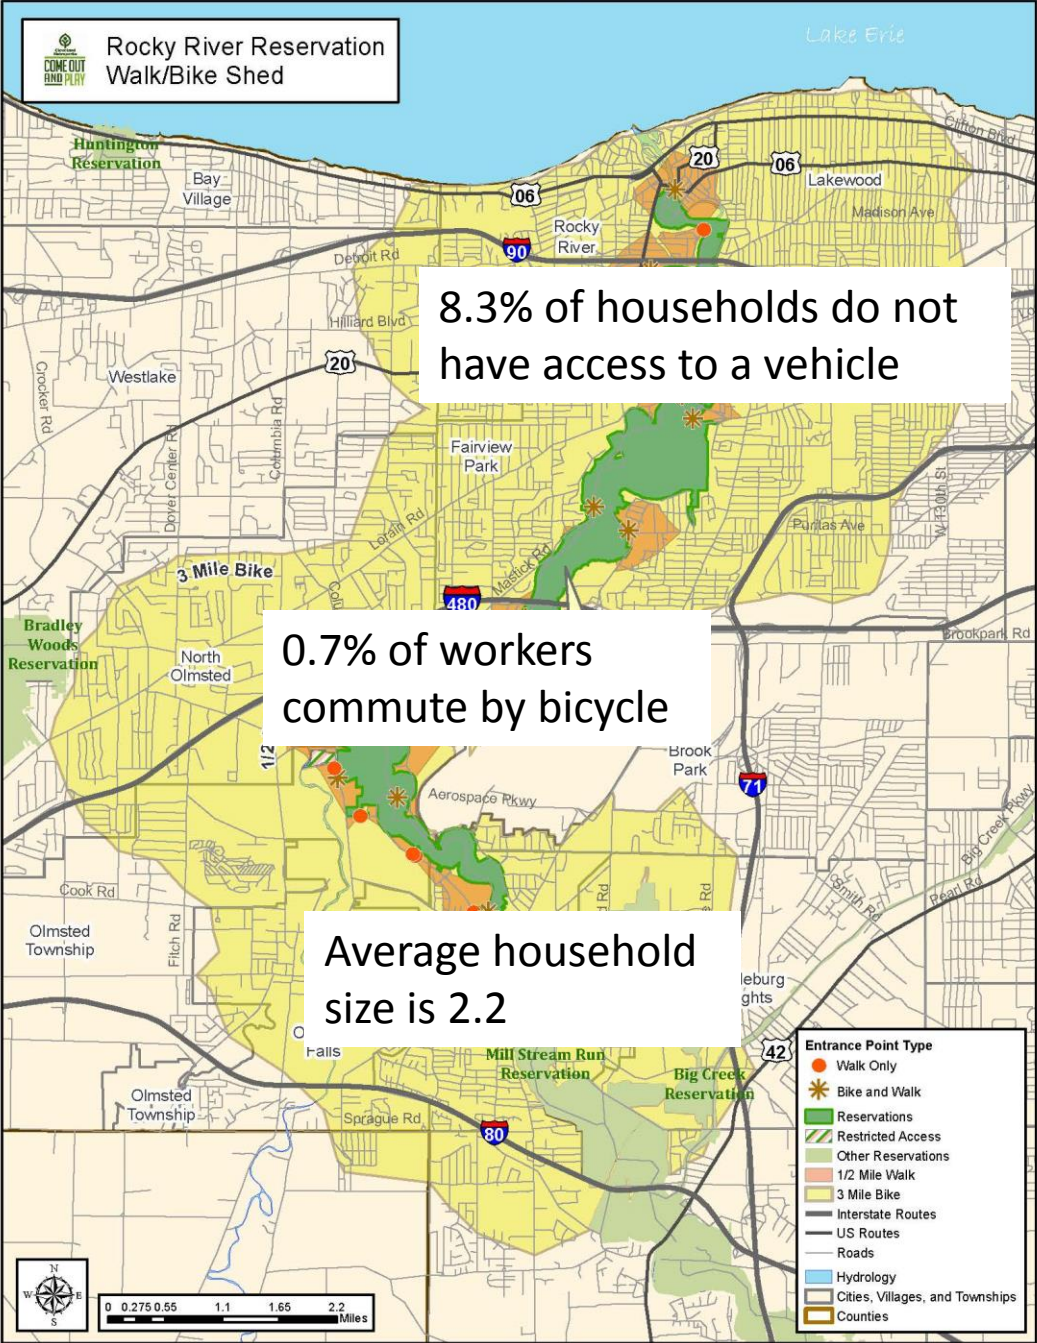 Lake Erie
Rocky River Reservation
Walk/Bike Shed
COME OUT
AND PLAY
Huntington
Reservation
Bay
Village
Clifton Blvd
20
06
Lakewood
06
Madison Ave
Rocky
River
90
Detroit Rd
8.3% of households do not
have access to a vehicle
Hilliard Blvd
20
Westlake
Crocker Rd
Columbia Rd
Dover Center Rd
Fairview
Park
Lorain Rd
W 130th St
Puritas Ave
Mastick Rd
3 Mile Bike
480
Bradley
Woods
Reservation
Brookpark Rd
North
Olmsted
0.7% of workers
commute by bicycle
1/2
Brook
Park
71
Aerospace Pkwy
Big Creek Pkwy
Cook Rd
Smith Rd
Pearl Rd
Olmsted
Township
Fitch Rd
Average household
size is 2.2
leburg
ghts
Falls
Mill Stream Run
Reservation
Big Creek
Reservation
42
Olmsted
Township
Sprague Rd
80
Entrance Point Type
Walk Only
Bike and Walk
Reservations
Restricted Access
Other Reservations
1/2 Mile Walk
3 Mile Bike
Interstate Routes
US Routes
Roads
Hydrology
Cities, Villages, and Townships
Counties
N
W E
S
0 0.275 0.55 1.1 1.65 2.2
Miles